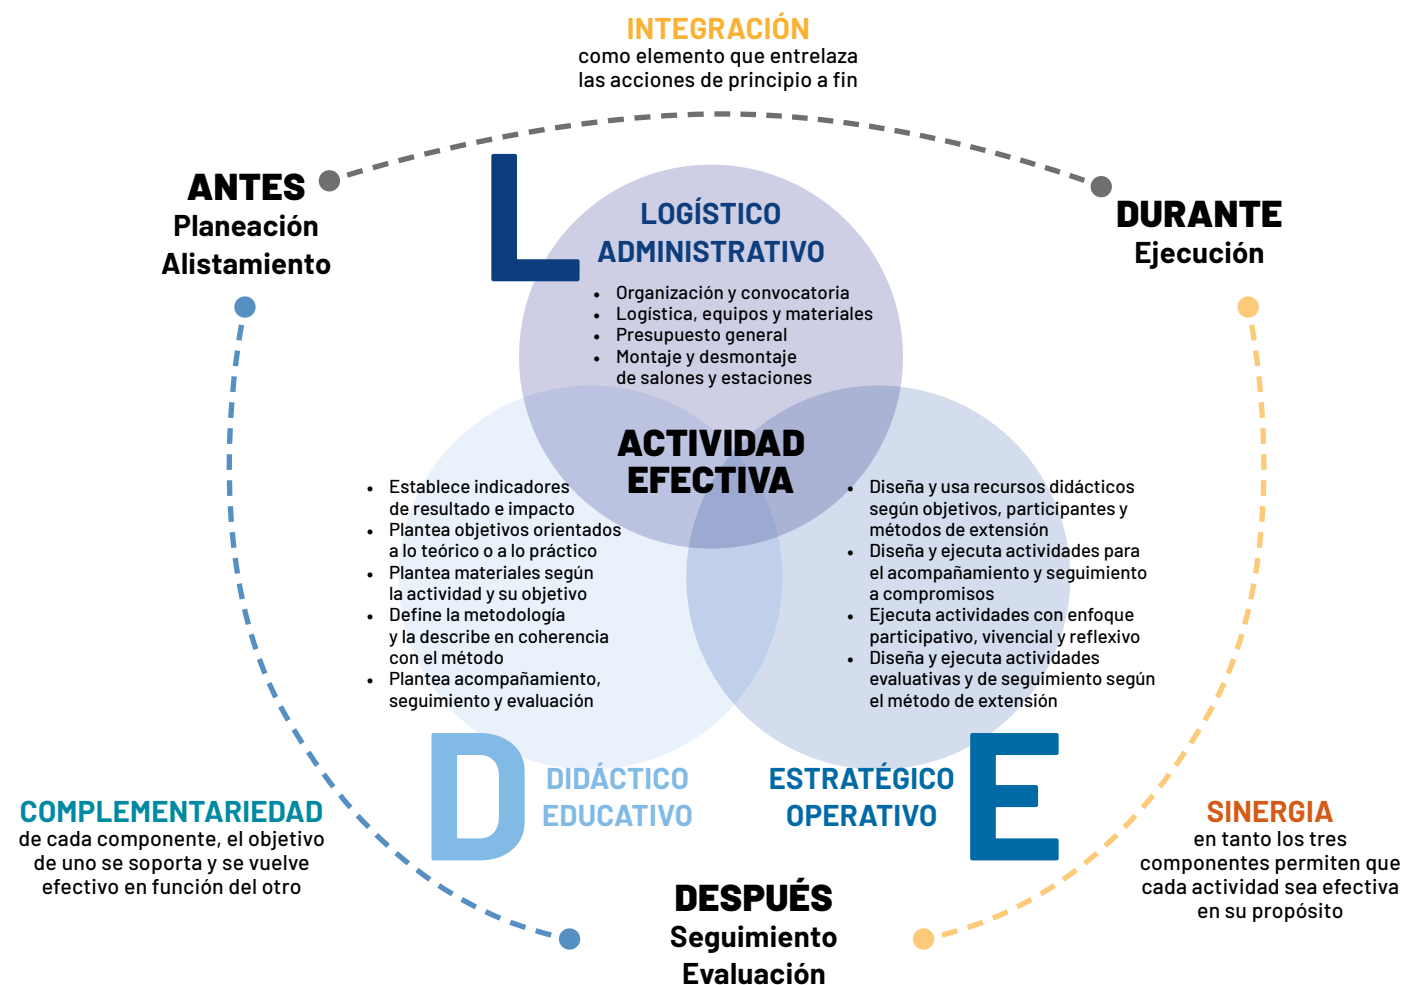 INTEGRACIÓN
como elemento que entrelaza
las acciones de principio a fin
ANTES
Planeación
Alistamiento
DURANTE
Ejecución
L
LOGÍSTICO
ADMINISTRATIVO
• Organización y convocatoria
• Logística, equipos y materiales
• Presupuesto general
• Montaje y desmontaje
de salones y estaciones
ACTIVIDAD
EFECTIVA
• Establece indicadores
de resultado e impacto
• Plantea objetivos orientados
a lo teórico o a lo práctico
• Plantea materiales según
la actividad y su objetivo
• Define la metodología
y la describe en coherencia
con el método
• Plantea acompañamiento,
seguimiento y evaluación
• Diseña y usa recursos didácticos
según objetivos, participantes y
métodos de extensión
• Diseña y ejecuta actividades para
el acompañamiento y seguimiento
a compromisos
• Ejecuta actividades con enfoque
participativo, vivencial y reflexivo
• Diseña y ejecuta actividades
evaluativas y de seguimiento según
el método de extensión
D
DIDÁCTICO
EDUCATIVO
ESTRATÉGICO
OPERATIVO
E
COMPLEMENTARIEDAD
de cada componente, el objetivo
de uno se soporta y se vuelve
efectivo en función del otro
SINERGIA
en tanto los tres
componentes permiten que
cada actividad sea efectiva
en su propósito
DESPUÉS
Seguimiento
Evaluación